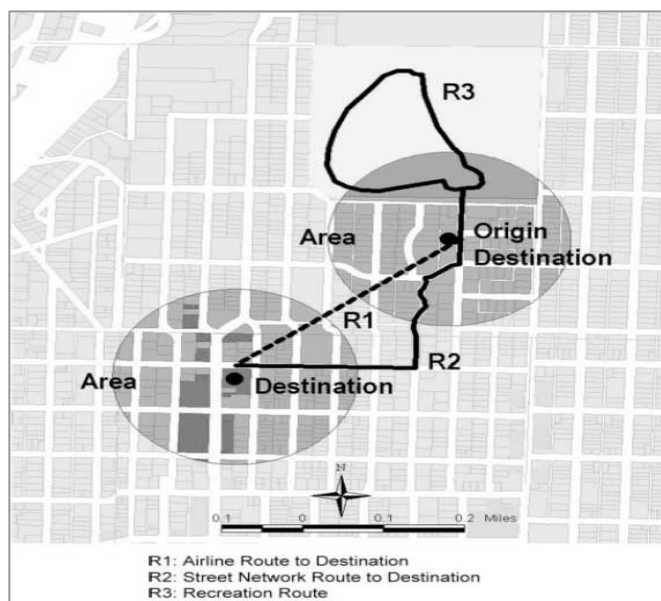 R3
Area
Origin
Destination
R1
R2
Area
Destination
N
0.1 0 0.1 0.2 Miles
R1: Airline Route to Destination
R2: Street Network Route to Destination
R3: Recreation Route